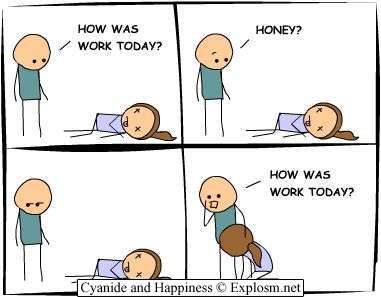 HOW WAS
WORK TODAY?
HONEY?
HOW WAS
WORK TODAY?
Cyanide and Happiness © Explosm.net